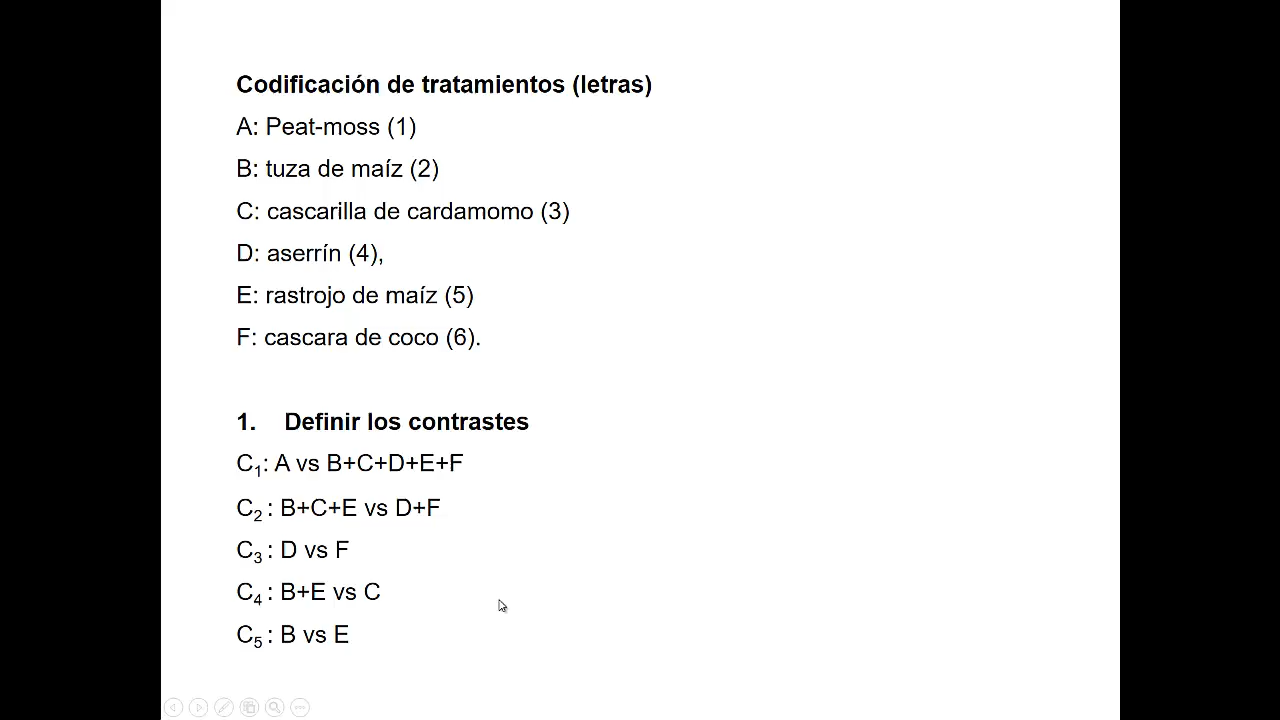 Codificación de tratamientos (letras)
A: Peat-moss (1)
B: tuza de maíz (2)
C: cascarilla de cardamomo (3)
D: aserrín (4),
E: rastrojo de maíz (5)
F: cascara de coco (6).
1. Definir los contrastes
C₁: A vs B+C+D+E+F
C₂ : B+C+E vs D+F
C₃ : D vs F
C₄ : B+E vs C
C₅ : B vs E